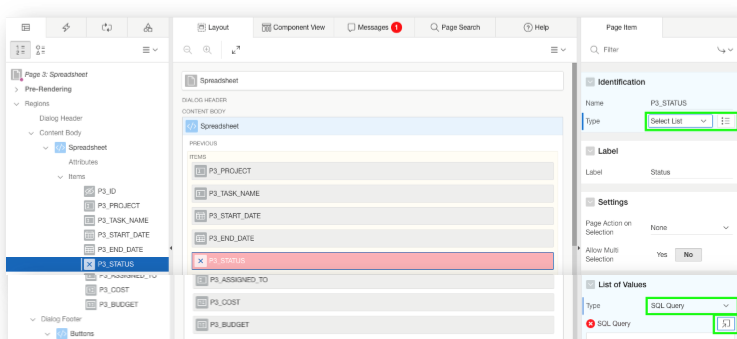 Layout
Component View
Messages 1
Page Search
Help
Page Item
Filter
Page 3: Spreadsheet
Pre-Rendering
Regions
Dialog Header
Content Body
Spreadsheet
Attributes
Items
P3_ID
P3_PROJECT
P3_TASK_NAME
P3_START_DATE
P3_END_DATE
P3_STATUS
P3_ASSIGNED_TO
P3_COST
P3_BUDGET
Dialog Footer
Buttons
Spreadsheet
DIALOG HEADER
CONTENT BODY
Spreadsheet
PREVIOUS
ITEMS
P3_PROJECT
P3_TASK_NAME
P3_START_DATE
P3_END_DATE
P3_STATUS
P3_ASSIGNED_TO
P3_COST
P3_BUDGET
Identification
Name P3_STATUS
Type Select List
Label
Label Status
Settings
Page Action on
Selection None
Allow Multi
Selection Yes No
List of Values
Type SQL Query
SQL Query